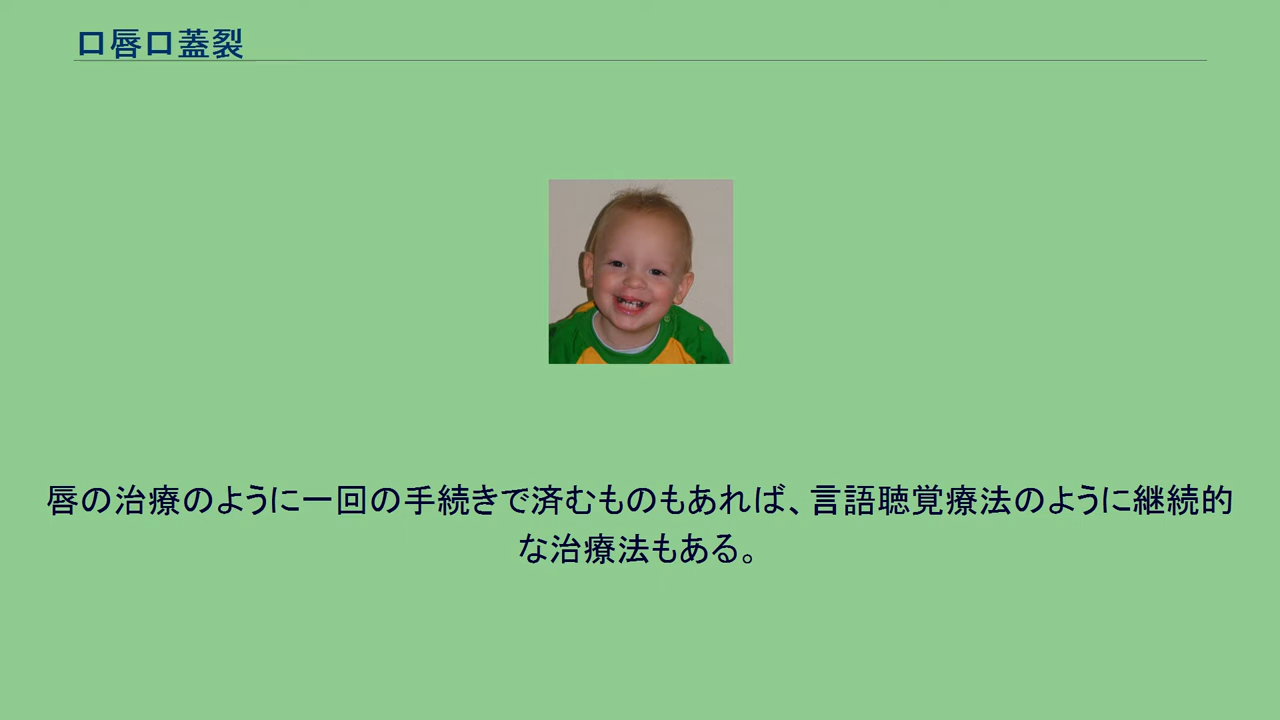 口唇口蓋裂
唇の治療のように一回の手続きで済むものもあれば、言語聴覚療法のように継続的
な治療法もある。